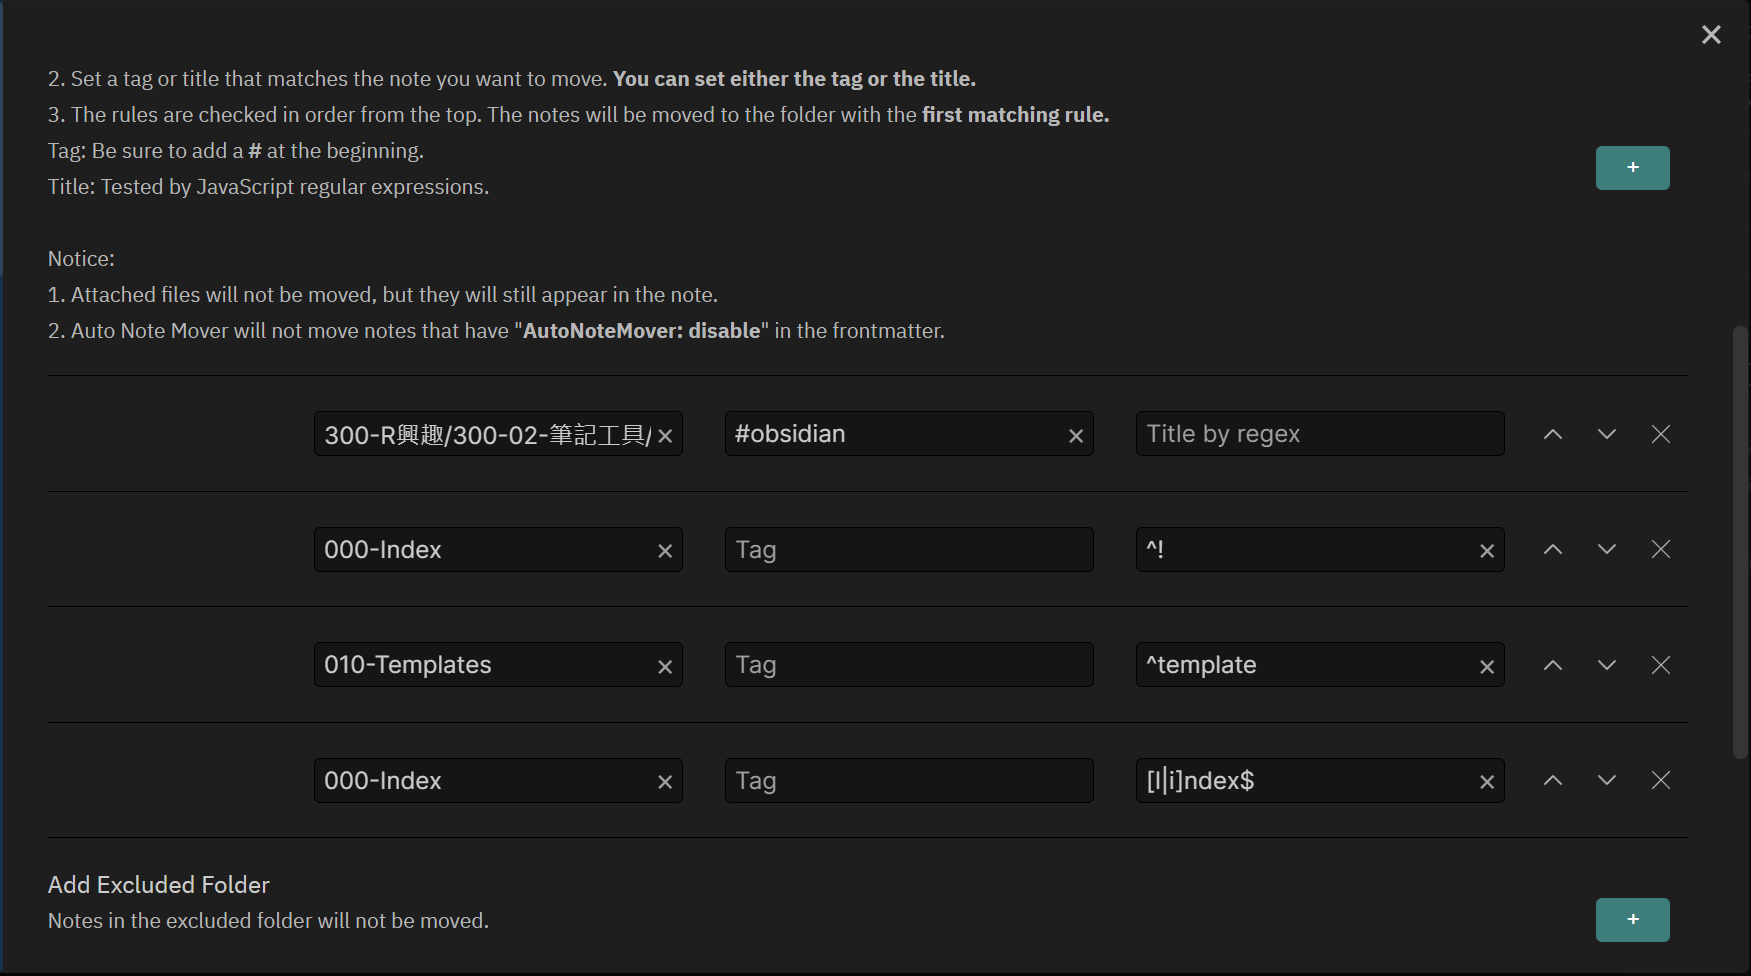 2. Set a tag or title that matches the note you want to move. You can set either the tag or the title.
3. The rules are checked in order from the top. The notes will be moved to the folder with the first matching rule.
Tag: Be sure to add a # at the beginning.
Title: Tested by JavaScript regular expressions.
+
Notice:
1. Attached files will not be moved, but they will still appear in the note.
2. Auto Note Mover will not move notes that have "AutoNoteMover: disable" in the frontmatter.
300-R興趣/300-02-筆記工具/ #obsidian Title by regex
000-Index Tag ^!
010-Templates Tag ^template
000-Index Tag [I|i]ndex$
Add Excluded Folder
Notes in the excluded folder will not be moved.
+